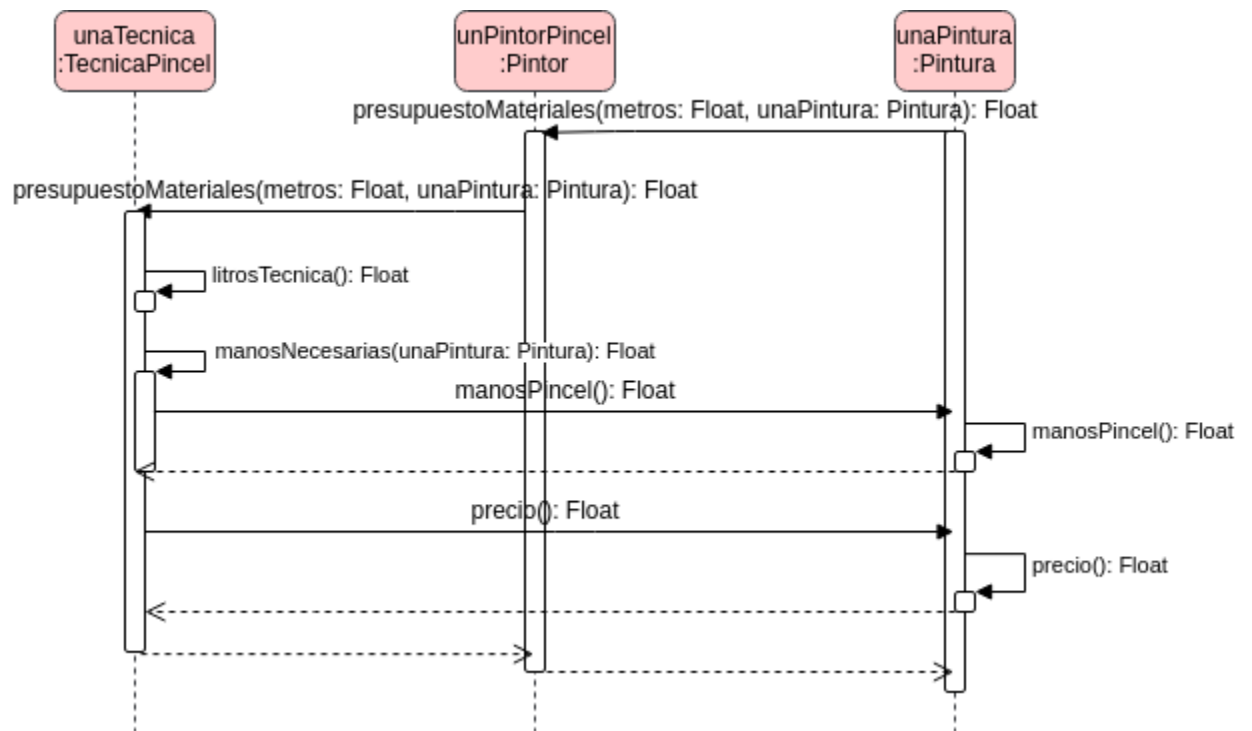 unaTecnica
:TecnicaPincel
unPintorPincel
:Pintor
unaPintura
:Pintura
presupuestoMateriales(metros: Float, unaPintura: Pintura): Float
presupuestoMateriales(metros: Float, unaPintura: Pintura): Float
litrosTecnica(): Float
manosNecesarias(unaPintura: Pintura): Float
manosPincel(): Float
manosPincel(): Float
precio(): Float
precio(): Float